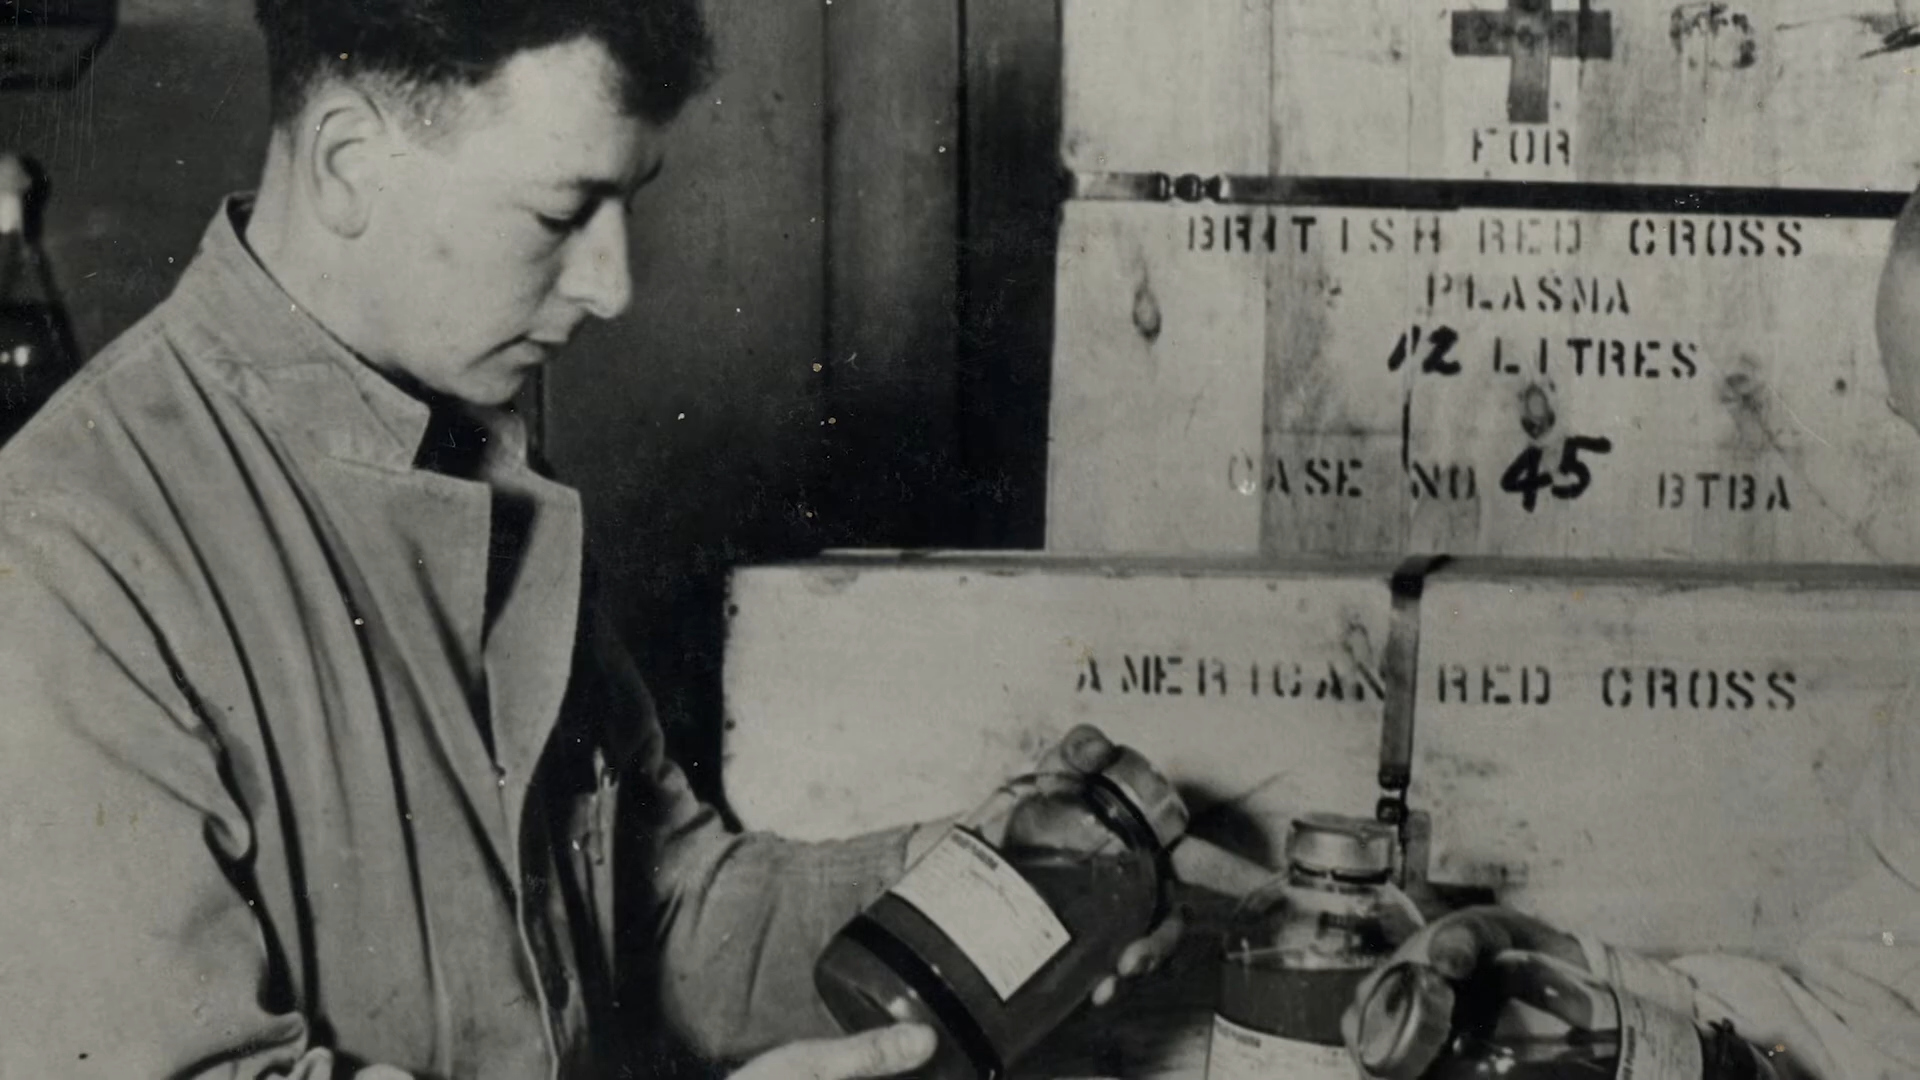 FOR
BRITISH RED CROSS
PLASMA
12 LITRES
CASE NO 45 BTBA
AMERICAN RED CROSS